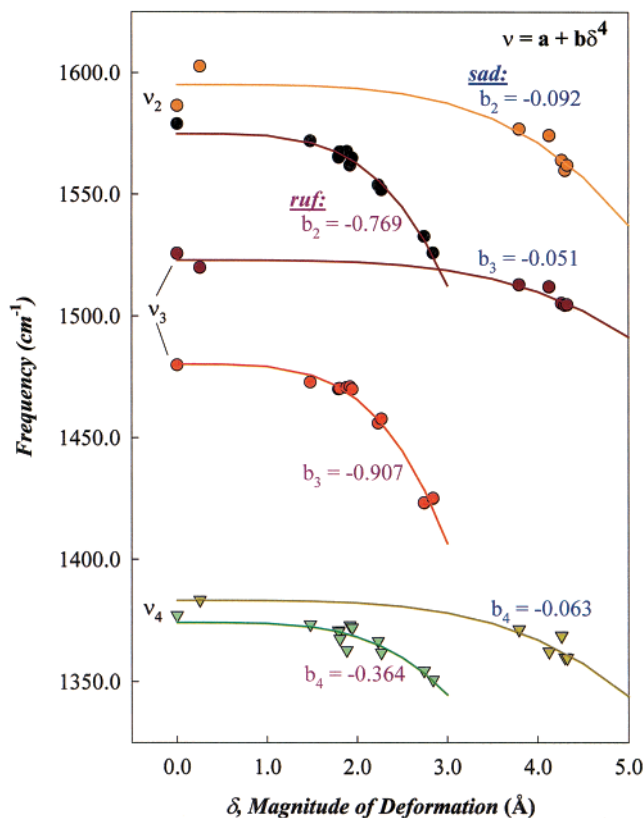 ν = a + bδ⁴
1600.0
sad:
ν₂
b₂ = -0.092
1550.0
ruf:
b₂ = -0.769
b₃ = -0.051
1500.0
ν₃
1450.0
b₃ = -0.907
1400.0
ν₄
b₄ = -0.063
b₄ = -0.364
1350.0
Frequency (cm⁻¹)
0.0 1.0 2.0 3.0 4.0 5.0
δ, Magnitude of Deformation (Å)